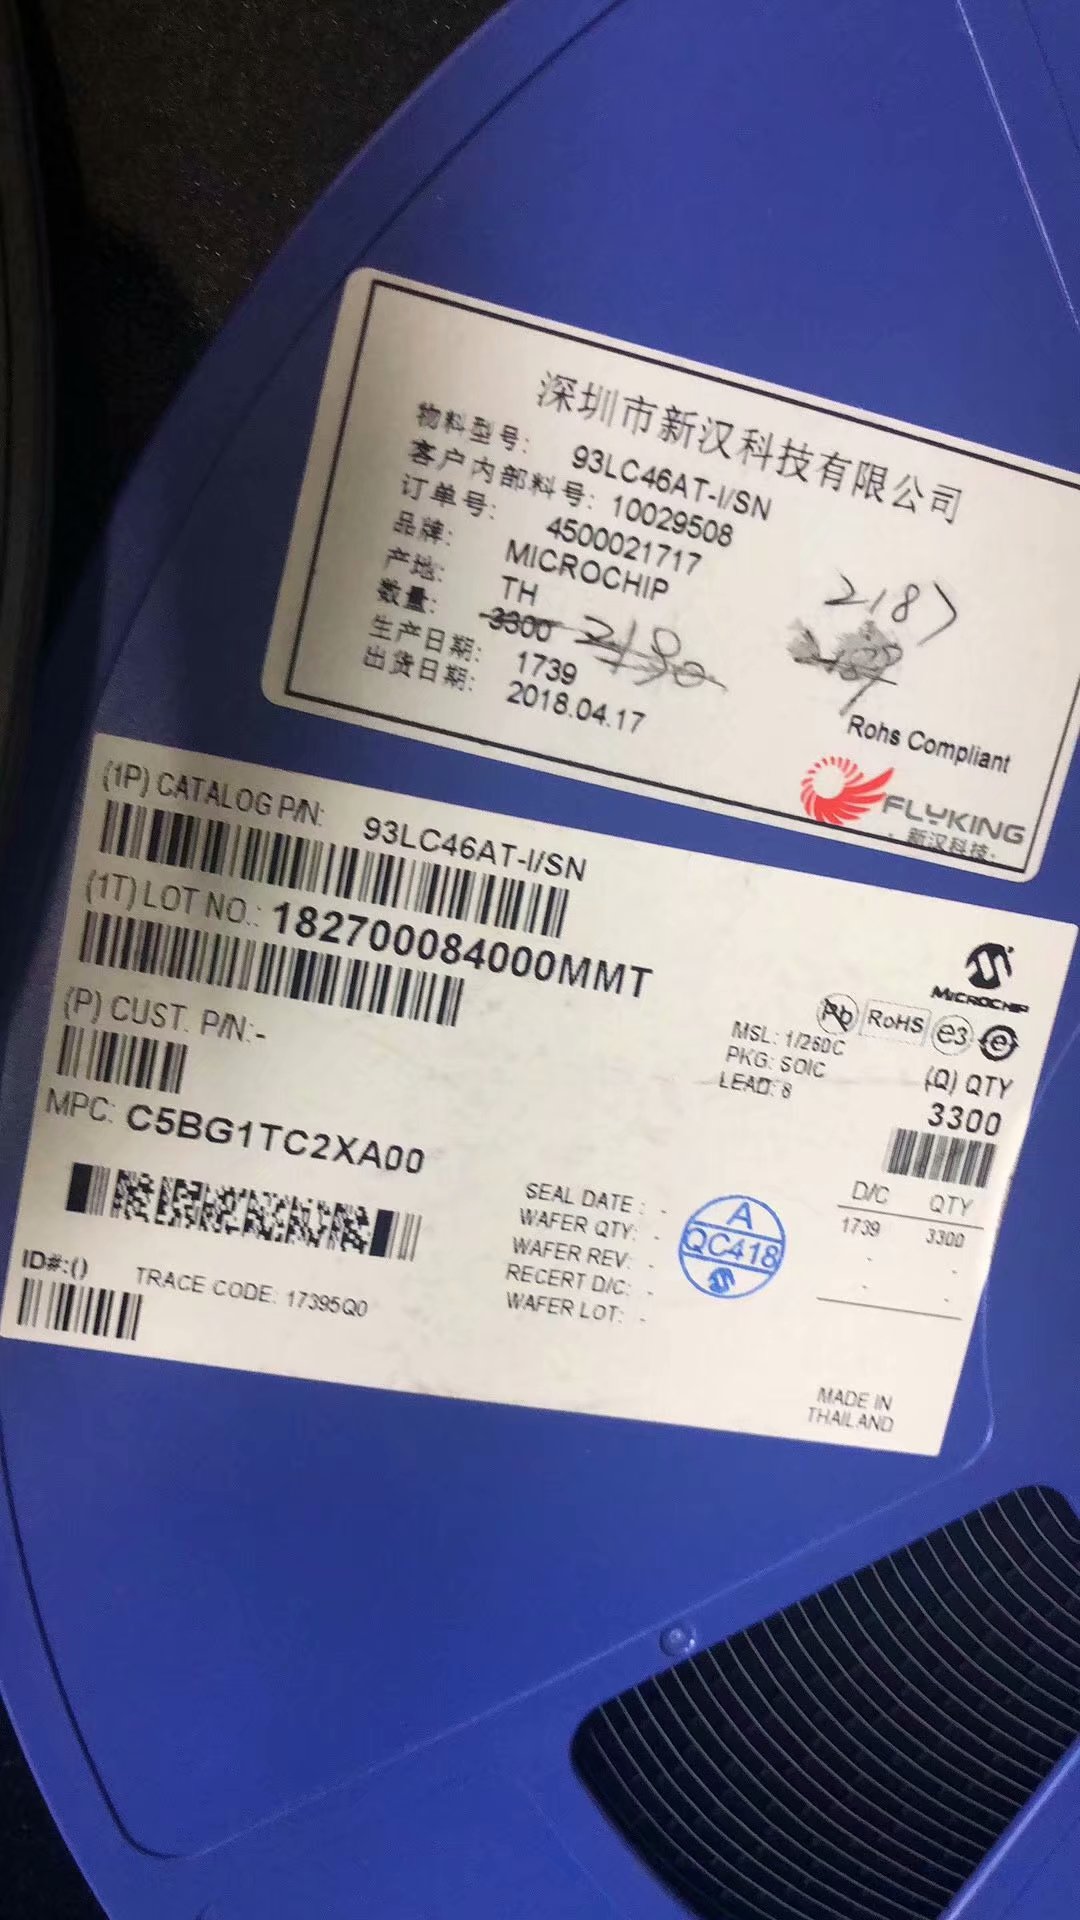 深圳市新汉科技有限公司
物料型号: 93LC46AT-I/SN
客户内部料号: 10029508
订单号: 4500021717
品牌: MICROCHIP
产地: TH
数量: 3300
2187
生产日期: 1739
出货日期: 2018.04.17
Rohs Compliant
FLYKING
·新汉科技·
(1P) CATALOG P/N: 93LC46AT-I/SN
(1T) LOT NO.: 182700084000MMT
(P) CUST. P/N:-
MPC: C5BG1TC2XA00
ID#:()
TRACE CODE: 17395Q0
MICROCHIP
Pb RoHS e3 e
MSL: 1/260C
PKG: SOIC
LEAD: 8
(Q) QTY
3300
D/C QTY
1739 3300
- -
- -
SEAL DATE: -
WAFER QTY: -
WAFER REV: -
RECERT D/C: -
WAFER LOT: -
A
QC418
MADE IN
THAILAND